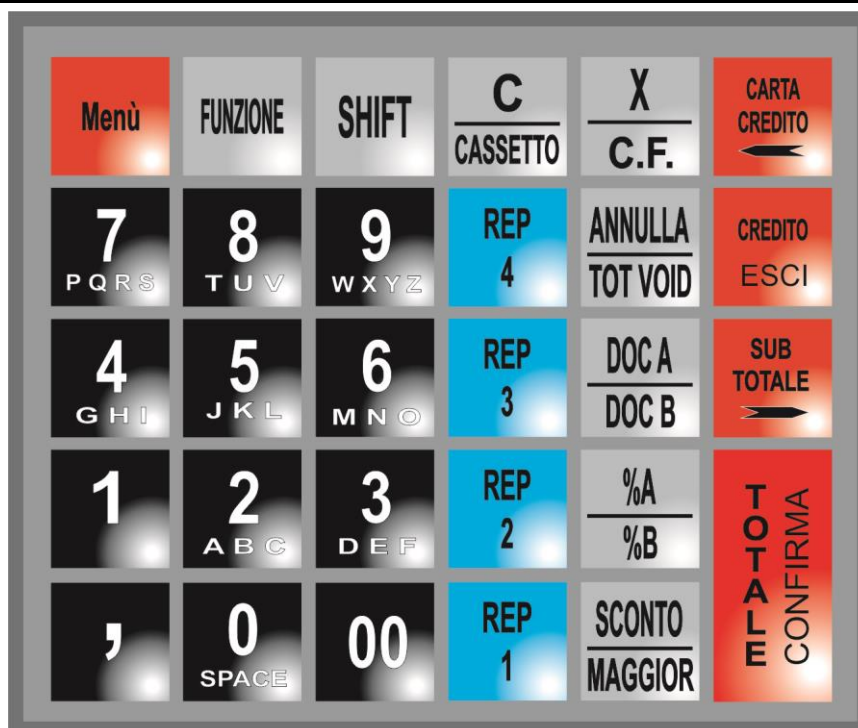 Menù
FUNZIONE
SHIFT
C
CASSETTO
X
C.F.
CARTA
CREDITO
7
PQRS
8
TUV
9
WXYZ
REP
4
ANNULLA
TOT VOID
CREDITO
ESCI
4
GHI
5
JKL
6
MNO
REP
3
DOC A
DOC B
SUB
TOTALE
1
2
ABC
3
DEF
REP
2
%A
%B
TOTALE
CONFIRMA
,
0
SPACE
00
REP
1
SCONTO
MAGGIOR